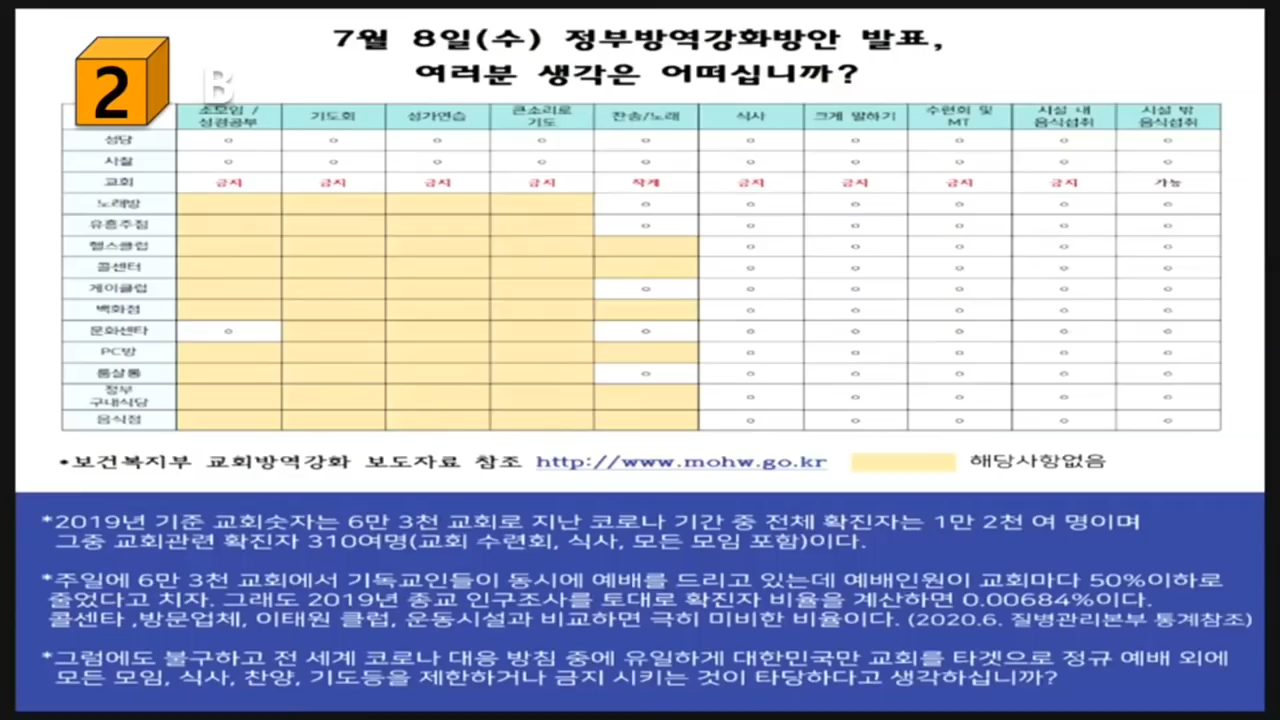 7월 8일(수) 정부방역강화방안 발표,
여러분 생각은 어떠십니까?
2
B
소모임 / 성경공부 기도회 성가연습 큰소리로 기도 찬송/노래 식사 크게 말하기 수련회 및 MT 시설 내 음식섭취 시설 밖 음식섭취
성당 ○ ○ ○ ○ ○ ○ ○ ○ ○ ○
사찰 ○ ○ ○ ○ ○ ○ ○ ○ ○ ○
교회 금지 금지 금지 금지 작게 금지 금지 금지 금지 가능
노래방 ○ ○ ○ ○ ○ ○
유흥주점 ○ ○ ○ ○ ○ ○
헬스클럽 ○ ○ ○ ○ ○
콜센터 ○ ○ ○ ○ ○
게이클럽 ○ ○ ○ ○ ○ ○
백화점 ○ ○ ○ ○ ○
문화센타 ○ ○ ○ ○ ○ ○ ○
PC방 ○ ○ ○ ○ ○
룸살롱 ○ ○ ○ ○ ○ ○
정부 구내식당 ○ ○ ○ ○ ○
음식점 ○ ○ ○ ○ ○
•보건복지부 교회방역강화 보도자료 참조 http://www.mohw.go.kr 해당사항없음
*2019년 기준 교회숫자는 6만 3천 교회로 지난 코로나 기간 중 전체 확진자는 1만 2천 여 명이며
그중 교회관련 확진자 310여명(교회 수련회, 식사, 모든 모임 포함)이다.
*주일에 6만 3천 교회에서 기독교인들이 동시에 예배를 드리고 있는데 예배인원이 교회마다 50%이하로
줄었다고 치자. 그래도 2019년 종교 인구조사를 토대로 확진자 비율을 계산하면 0.00684%이다.
콜센타 ,방문업체, 이태원 클럽, 운동시설과 비교하면 극히 미비한 비율이다. (2020.6. 질병관리본부 통계참조)
*그럼에도 불구하고 전 세계 코로나 대응 방침 중에 유일하게 대한민국만 교회를 타겟으로 정규 예배 외에
모든 모임, 식사, 찬양, 기도등을 제한하거나 금지 시키는 것이 타당하다고 생각하십니까?